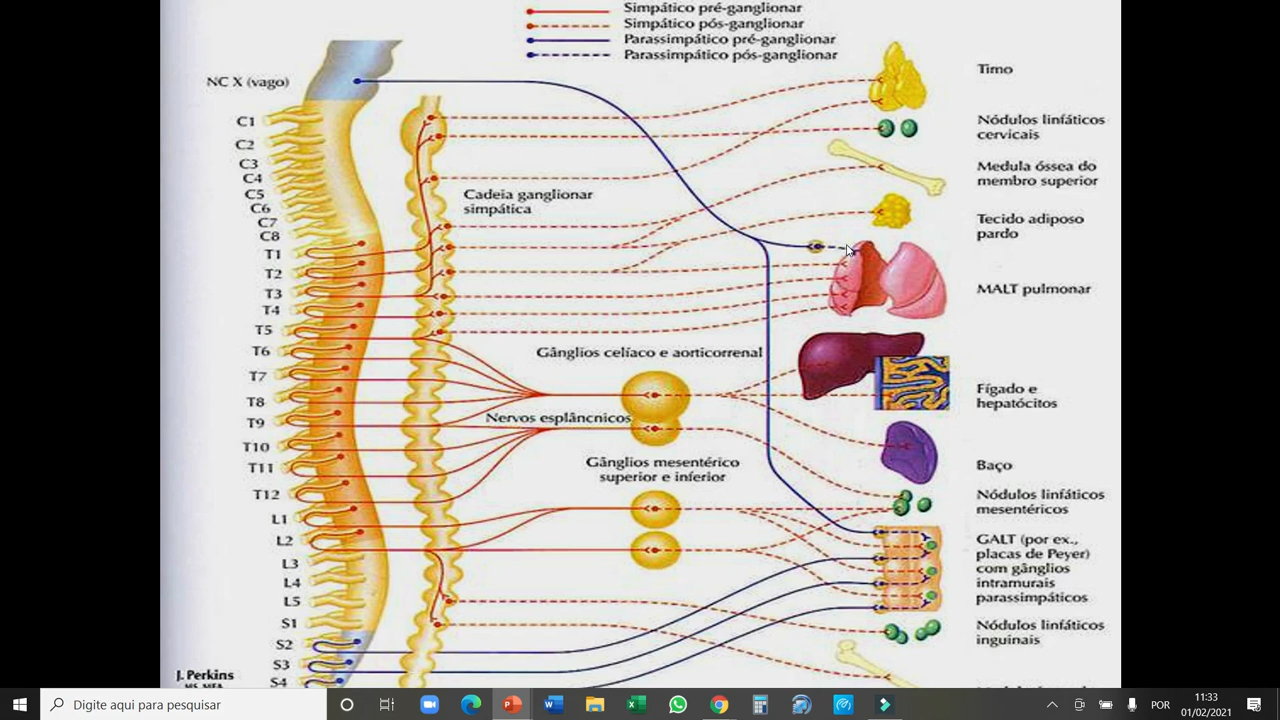 Simpático pré-ganglionar
Simpático pós-ganglionar
Parassimpático pré-ganglionar
Parassimpático pós-ganglionar
NC X (vago)
Timo
C1
C2
C3
C4
C5
C6
C7
C8
Nódulos linfáticos
cervicais
Medula óssea do
membro superior
Cadeia ganglionar
simpática
Tecido adiposo
pardo
T1
T2
T3
T4
T5
T6
T7
T8
T9
T10
T11
T12
MALT pulmonar
Gânglios celíaco e aorticorrenal
Fígado e
hepatócitos
Nervos esplâncnicos
Gânglios mesentérico
superior e inferior
Baço
Nódulos linfáticos
mesentéricos
L1
L2
L3
L4
L5
S1
S2
S3
S4
GALT (por ex.,
placas de Peyer)
com gânglios
intramurais
parassimpáticos
Nódulos linfáticos
inguinais
J. Perkins
Digite aqui para pesquisar
POR
11:33
01/02/2021